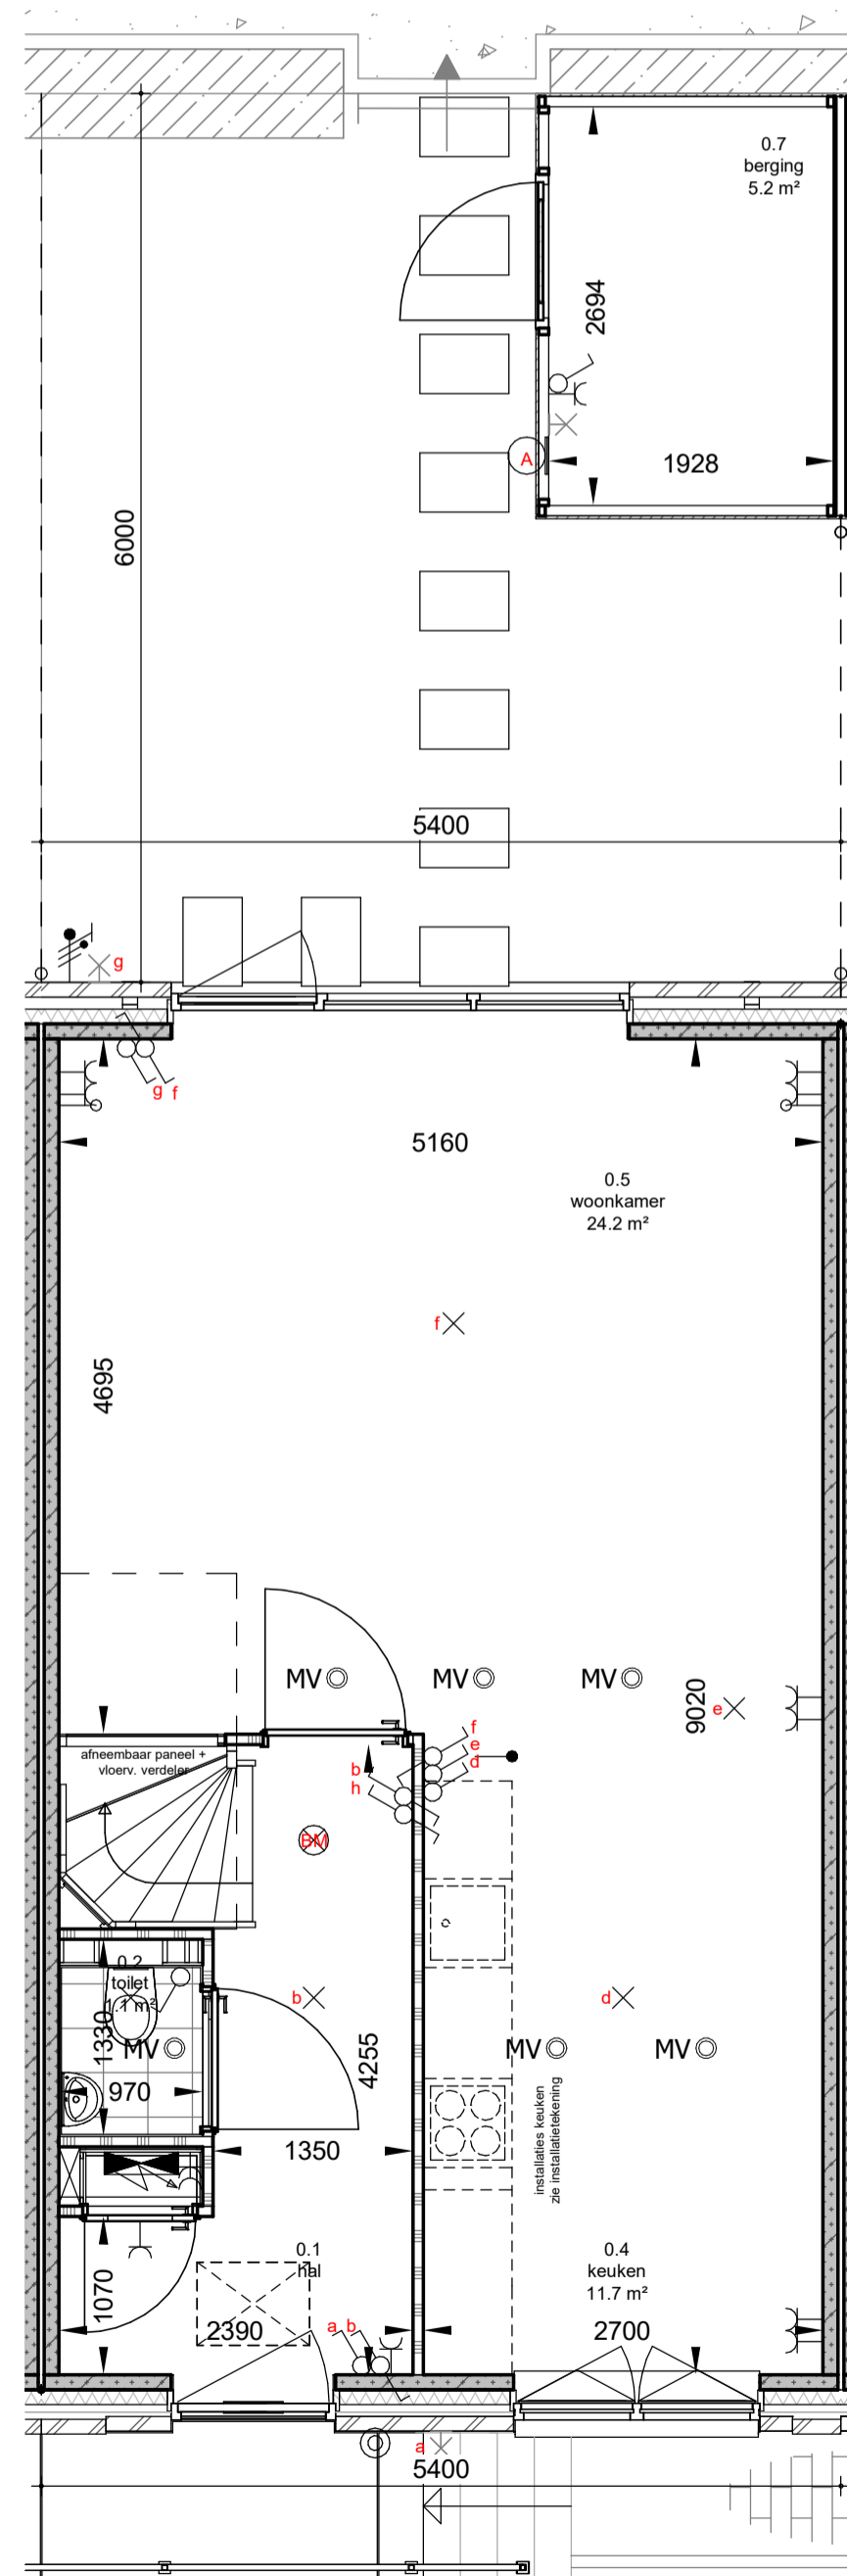 0.7
berging
5.2 m²
2694
A
1928
6000
5400
g
g f
5160
0.5
woonkamer
24.2 m²
f
4695
MV MV MV
9020
e
f
e
d
afneembaar paneel +
vloerv. verdeler
b
h
BM
0.2
toilet
1.1 m²
b
d
1330
MV
4255
MV MV
970
installaties keuken
zie installatietekening
1350
0.1
hal
0.4
keuken
11.7 m²
1070
2390
a b
2700
a
5400